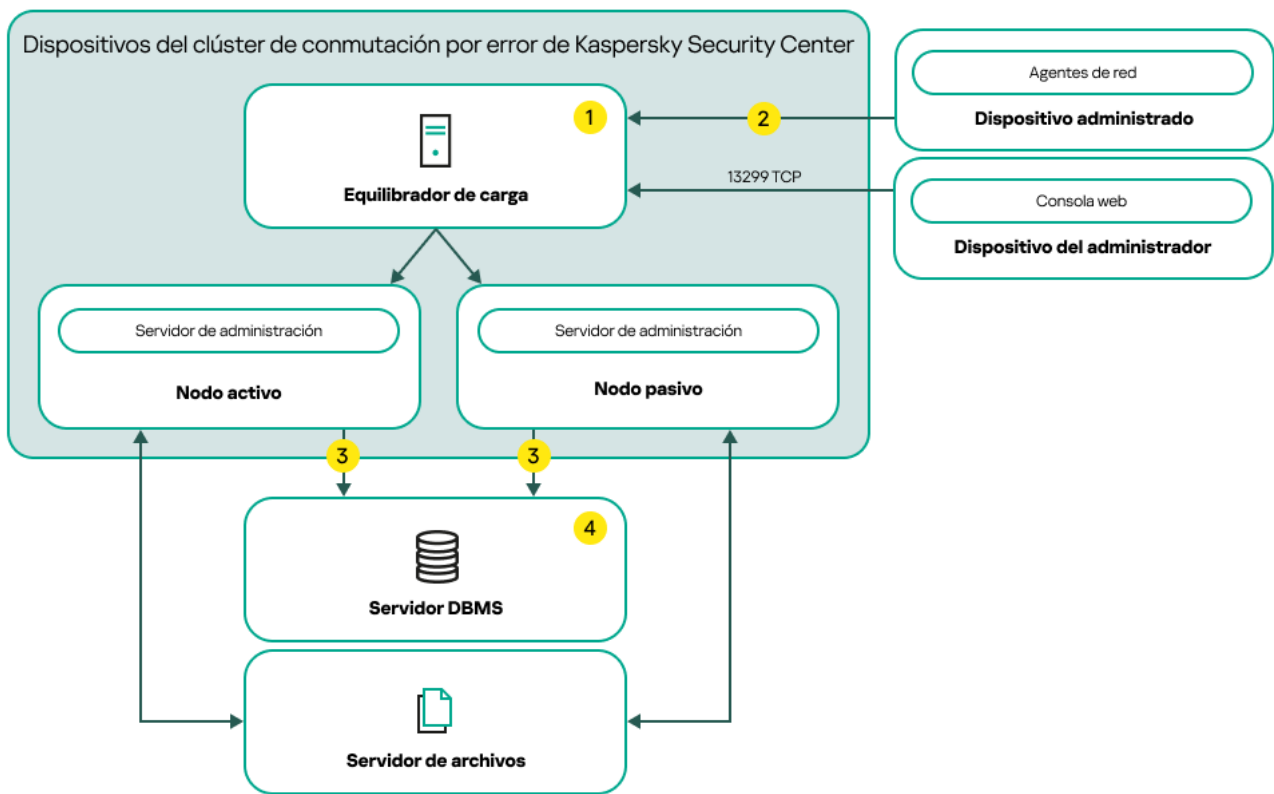 Dispositivos del clúster de conmutación por error de Kaspersky Security Center
1
Equilibrador de carga
2
13299 TCP
Agentes de red
Dispositivo administrado
Consola web
Dispositivo del administrador
Servidor de administración
Nodo activo
Servidor de administración
Nodo pasivo
3
3
4
Servidor DBMS
Servidor de archivos